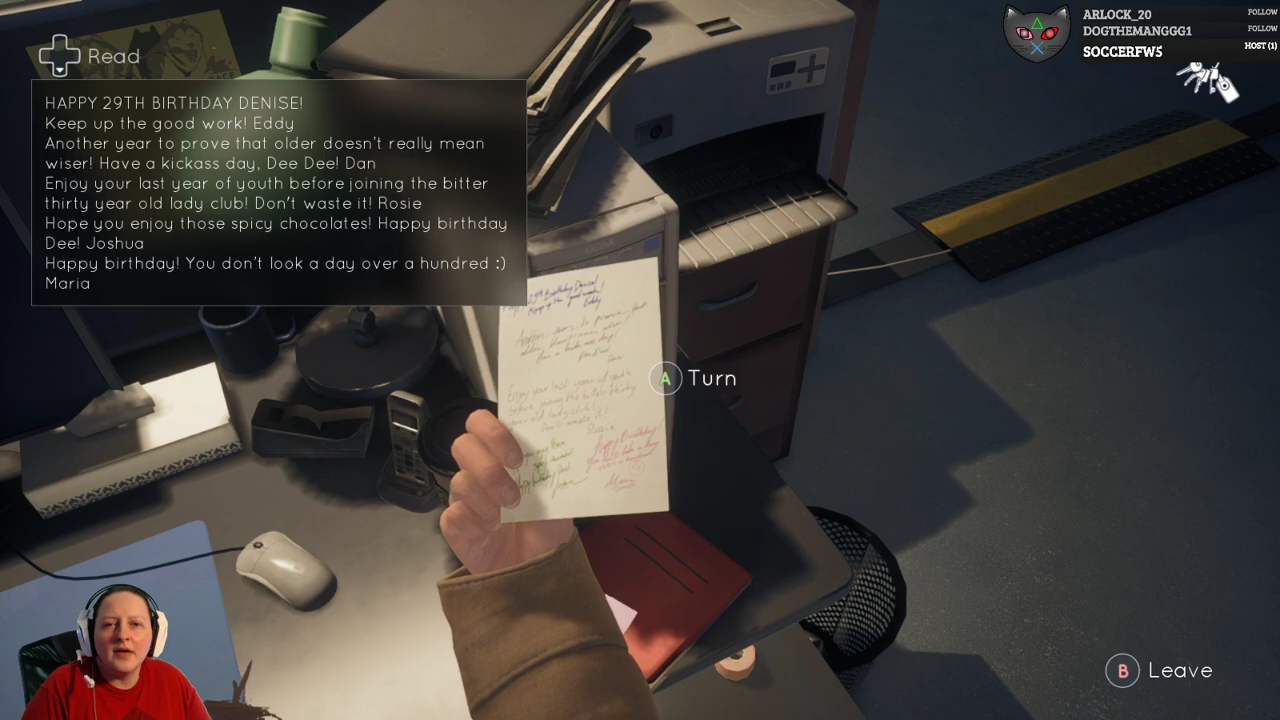 ARLOCK_20
FOLLOW
DOGTHEMANGGG1
FOLLOW
SOCCERFW5
HOST (1)
Read
HAPPY 29TH BIRTHDAY DENISE!
Keep up the good work! Eddy
Another year to prove that older doesn't really mean
wiser! Have a kickass day, Dee Dee! Dan
Enjoy your last year of youth before joining the bitter
thirty year old lady club! Don't waste it! Rosie
Hope you enjoy those spicy chocolates! Happy birthday
Dee! Joshua
Happy birthday! You don't look a day over a hundred :)
Maria
A Turn
B Leave